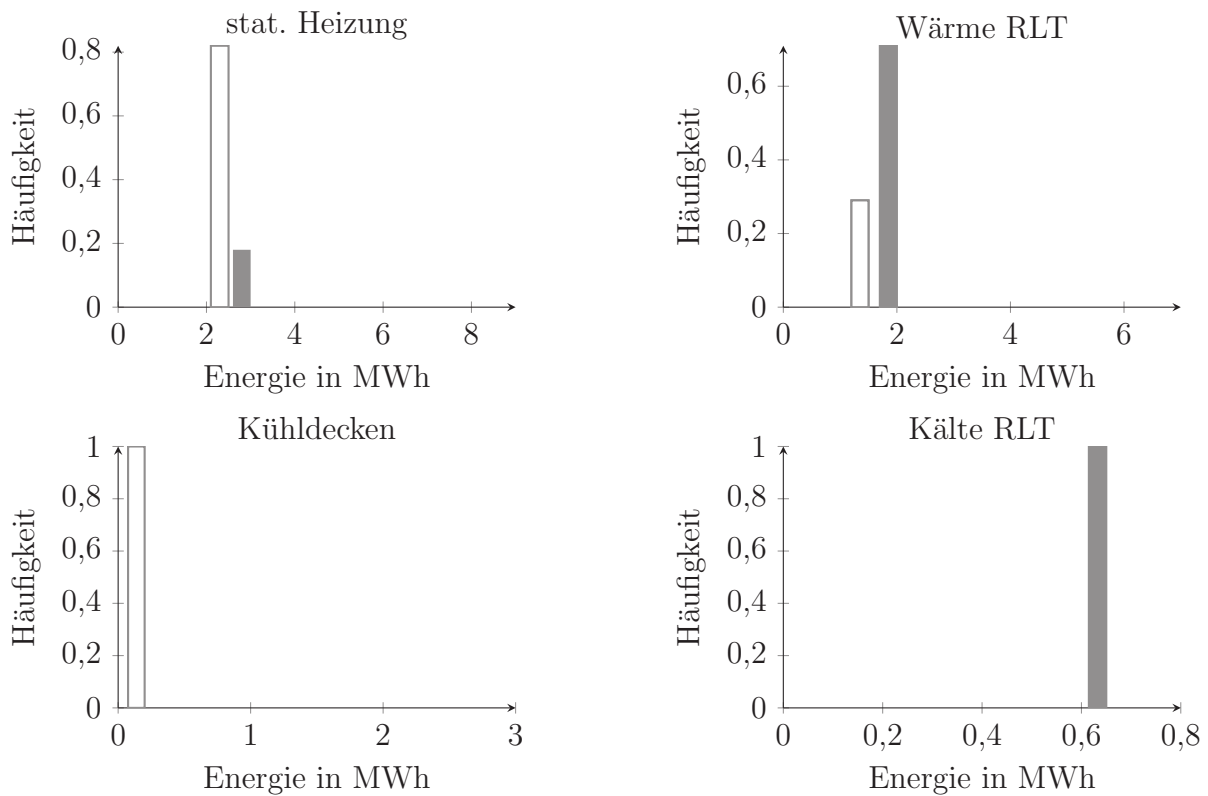 stat. Heizung
0,8
0,6
0,4
0,2
0
Häufigkeit
0 2 4 6 8
Energie in MWh
Wärme RLT
0,6
0,4
0,2
0
Häufigkeit
0 2 4 6
Energie in MWh
Kühldecken
1
0,8
0,6
0,4
0,2
0
Häufigkeit
0 1 2 3
Energie in MWh
Kälte RLT
1
0,8
0,6
0,4
0,2
0
Häufigkeit
0 0,2 0,4 0,6 0,8
Energie in MWh